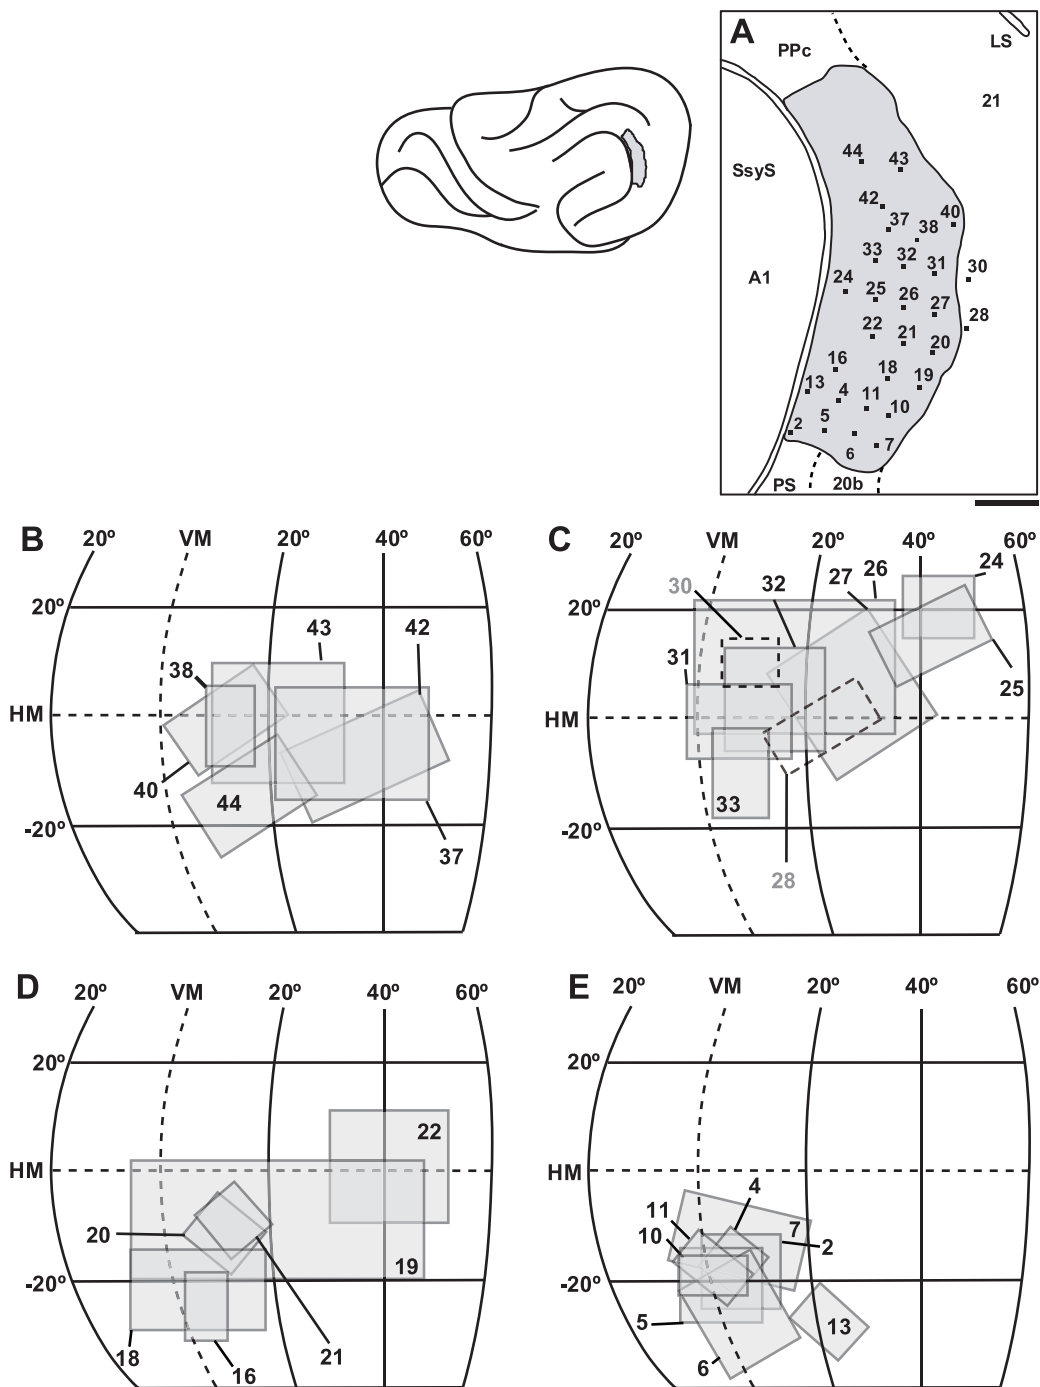 A
PPc
LS
21
44
43
SsyS
42
40
37
38
33
32
31
30
24
A1
25
26
27
28
22
21
20
16
18
19
13
4
11
10
2
5
6
7
PS
20b
B
20º VM 20º 40º 60º
20º
43
42
38
HM
40
44
-20º
37
C
20º VM 20º 40º 60º
24
27
26
30
32
20º
31
25
HM
33
-20º
28
D
20º VM 20º 40º 60º
20º
22
HM
20
19
-20º
18
21
16
E
20º VM 20º 40º 60º
20º
HM
4
11
7
10
2
-20º
5
13
6